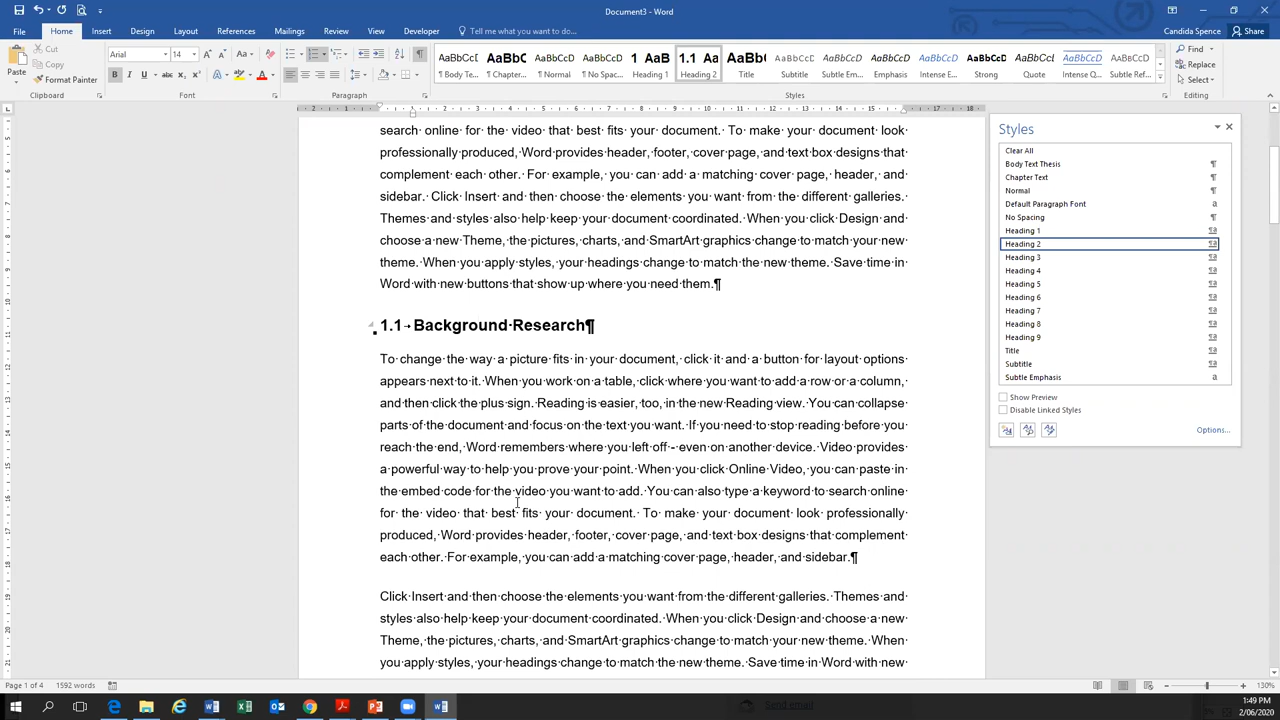 Document3 - Word
Candida Spence
Share
File
Home
Insert
Design
Layout
References
Mailings
Review
View
Developer
Tell me what you want to do
Paste
Cut
Copy
Format Painter
Clipboard
Arial
14
Font
Paragraph
AaBbCcDc
¶ Body Te...
AaBbC
¶ Chapter...
AaBbCcDc
¶ Normal
AaBbCcDc
¶ No Spac...
1 AaB
Heading 1
1.1 Aa
Heading 2
AaBb(
Title
AaBbCcD
Subtitle
AaBbCcDc
Subtle Em...
AaBbCcDc
Emphasis
AaBbCcDc
Intense E...
AaBbCcDc
Strong
AaBbCcDc
Quote
AaBbCcDc
Intense Q...
AaBbCcDc
Subtle Ref...
Styles
Find
Replace
Select
Editing
search online for the video that best fits your document. To make your document look
professionally produced, Word provides header, footer, cover page, and text box designs that
complement each other. For example, you can add a matching cover page, header, and
sidebar. Click Insert and then choose the elements you want from the different galleries.
Themes and styles also help keep your document coordinated. When you click Design and
choose a new Theme, the pictures, charts, and SmartArt graphics change to match your new
theme. When you apply styles, your headings change to match the new theme. Save time in
Word with new buttons that show up where you need them.¶
1.1→Background Research¶
To change the way a picture fits in your document, click it and a button for layout options
appears next to it. When you work on a table, click where you want to add a row or a column,
and then click the plus sign. Reading is easier, too, in the new Reading view. You can collapse
parts of the document and focus on the text you want. If you need to stop reading before you
reach the end, Word remembers where you left off - even on another device. Video provides
a powerful way to help you prove your point. When you click Online Video, you can paste in
the embed code for the video you want to add. You can also type a keyword to search online
for the video that best fits your document. To make your document look professionally
produced, Word provides header, footer, cover page, and text box designs that complement
each other. For example, you can add a matching cover page, header, and sidebar.¶
Click Insert and then choose the elements you want from the different galleries. Themes and
styles also help keep your document coordinated. When you click Design and choose a new
Theme, the pictures, charts, and SmartArt graphics change to match your new theme. When
you apply styles, your headings change to match the new theme. Save time in Word with new
Styles
Clear All
Body Text Thesis
Chapter Text
Normal
Default Paragraph Font
No Spacing
Heading 1
Heading 2
Heading 3
Heading 4
Heading 5
Heading 6
Heading 7
Heading 8
Heading 9
Title
Subtitle
Subtle Emphasis
Show Preview
Disable Linked Styles
Options...
Page 1 of 4
1592 words
130%
Send email
1:49 PM
2/06/2020